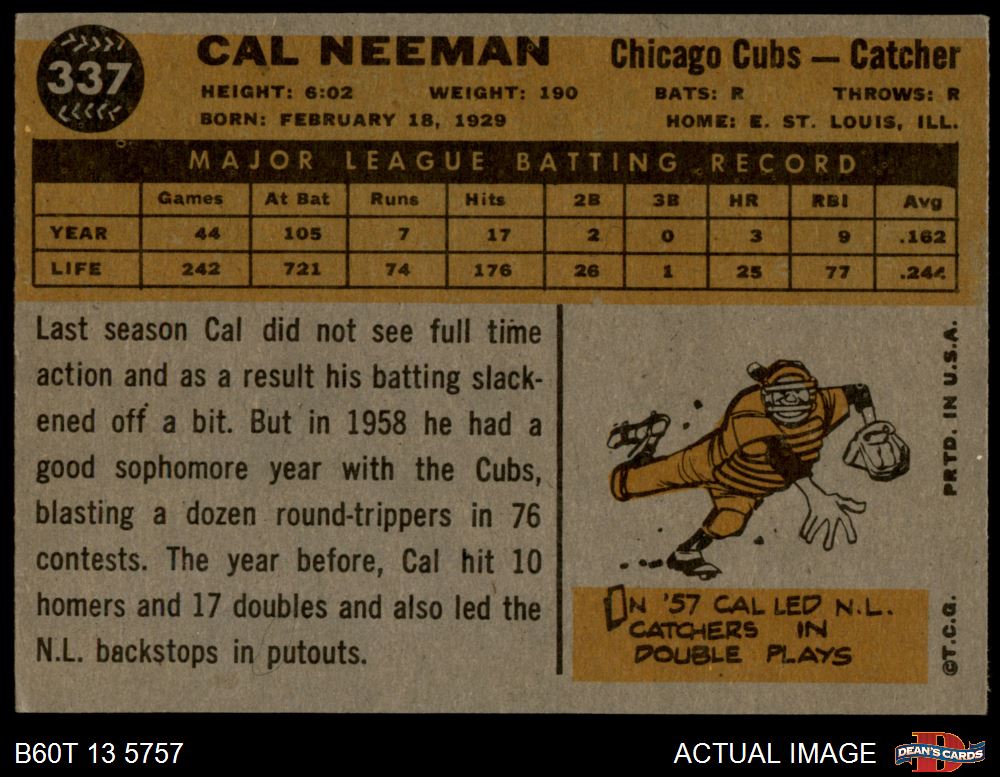 337
CAL NEEMAN
Chicago Cubs — Catcher
HEIGHT: 6:02 WEIGHT: 190 BATS: R THROWS: R
BORN: FEBRUARY 18, 1929 HOME: E. ST. LOUIS, ILL.
MAJOR LEAGUE BATTING RECORD
Games At Bat Runs Hits 2B 3B HR RBI Avg
YEAR 44 105 7 17 2 0 3 9 .162
LIFE 242 721 74 176 26 1 25 77 .244
Last season Cal did not see full time
action and as a result his batting slack-
ened off a bit. But in 1958 he had a
good sophomore year with the Cubs,
blasting a dozen round-trippers in 76
contests. The year before, Cal hit 10
homers and 17 doubles and also led the
N.L. backstops in putouts.
IN '57 CAL LED N.L.
CATCHERS IN
DOUBLE PLAYS
PRTD. IN U.S.A.
©T.C.G.
B60T 13 5757
ACTUAL IMAGE
D
DEAN'S CARDS